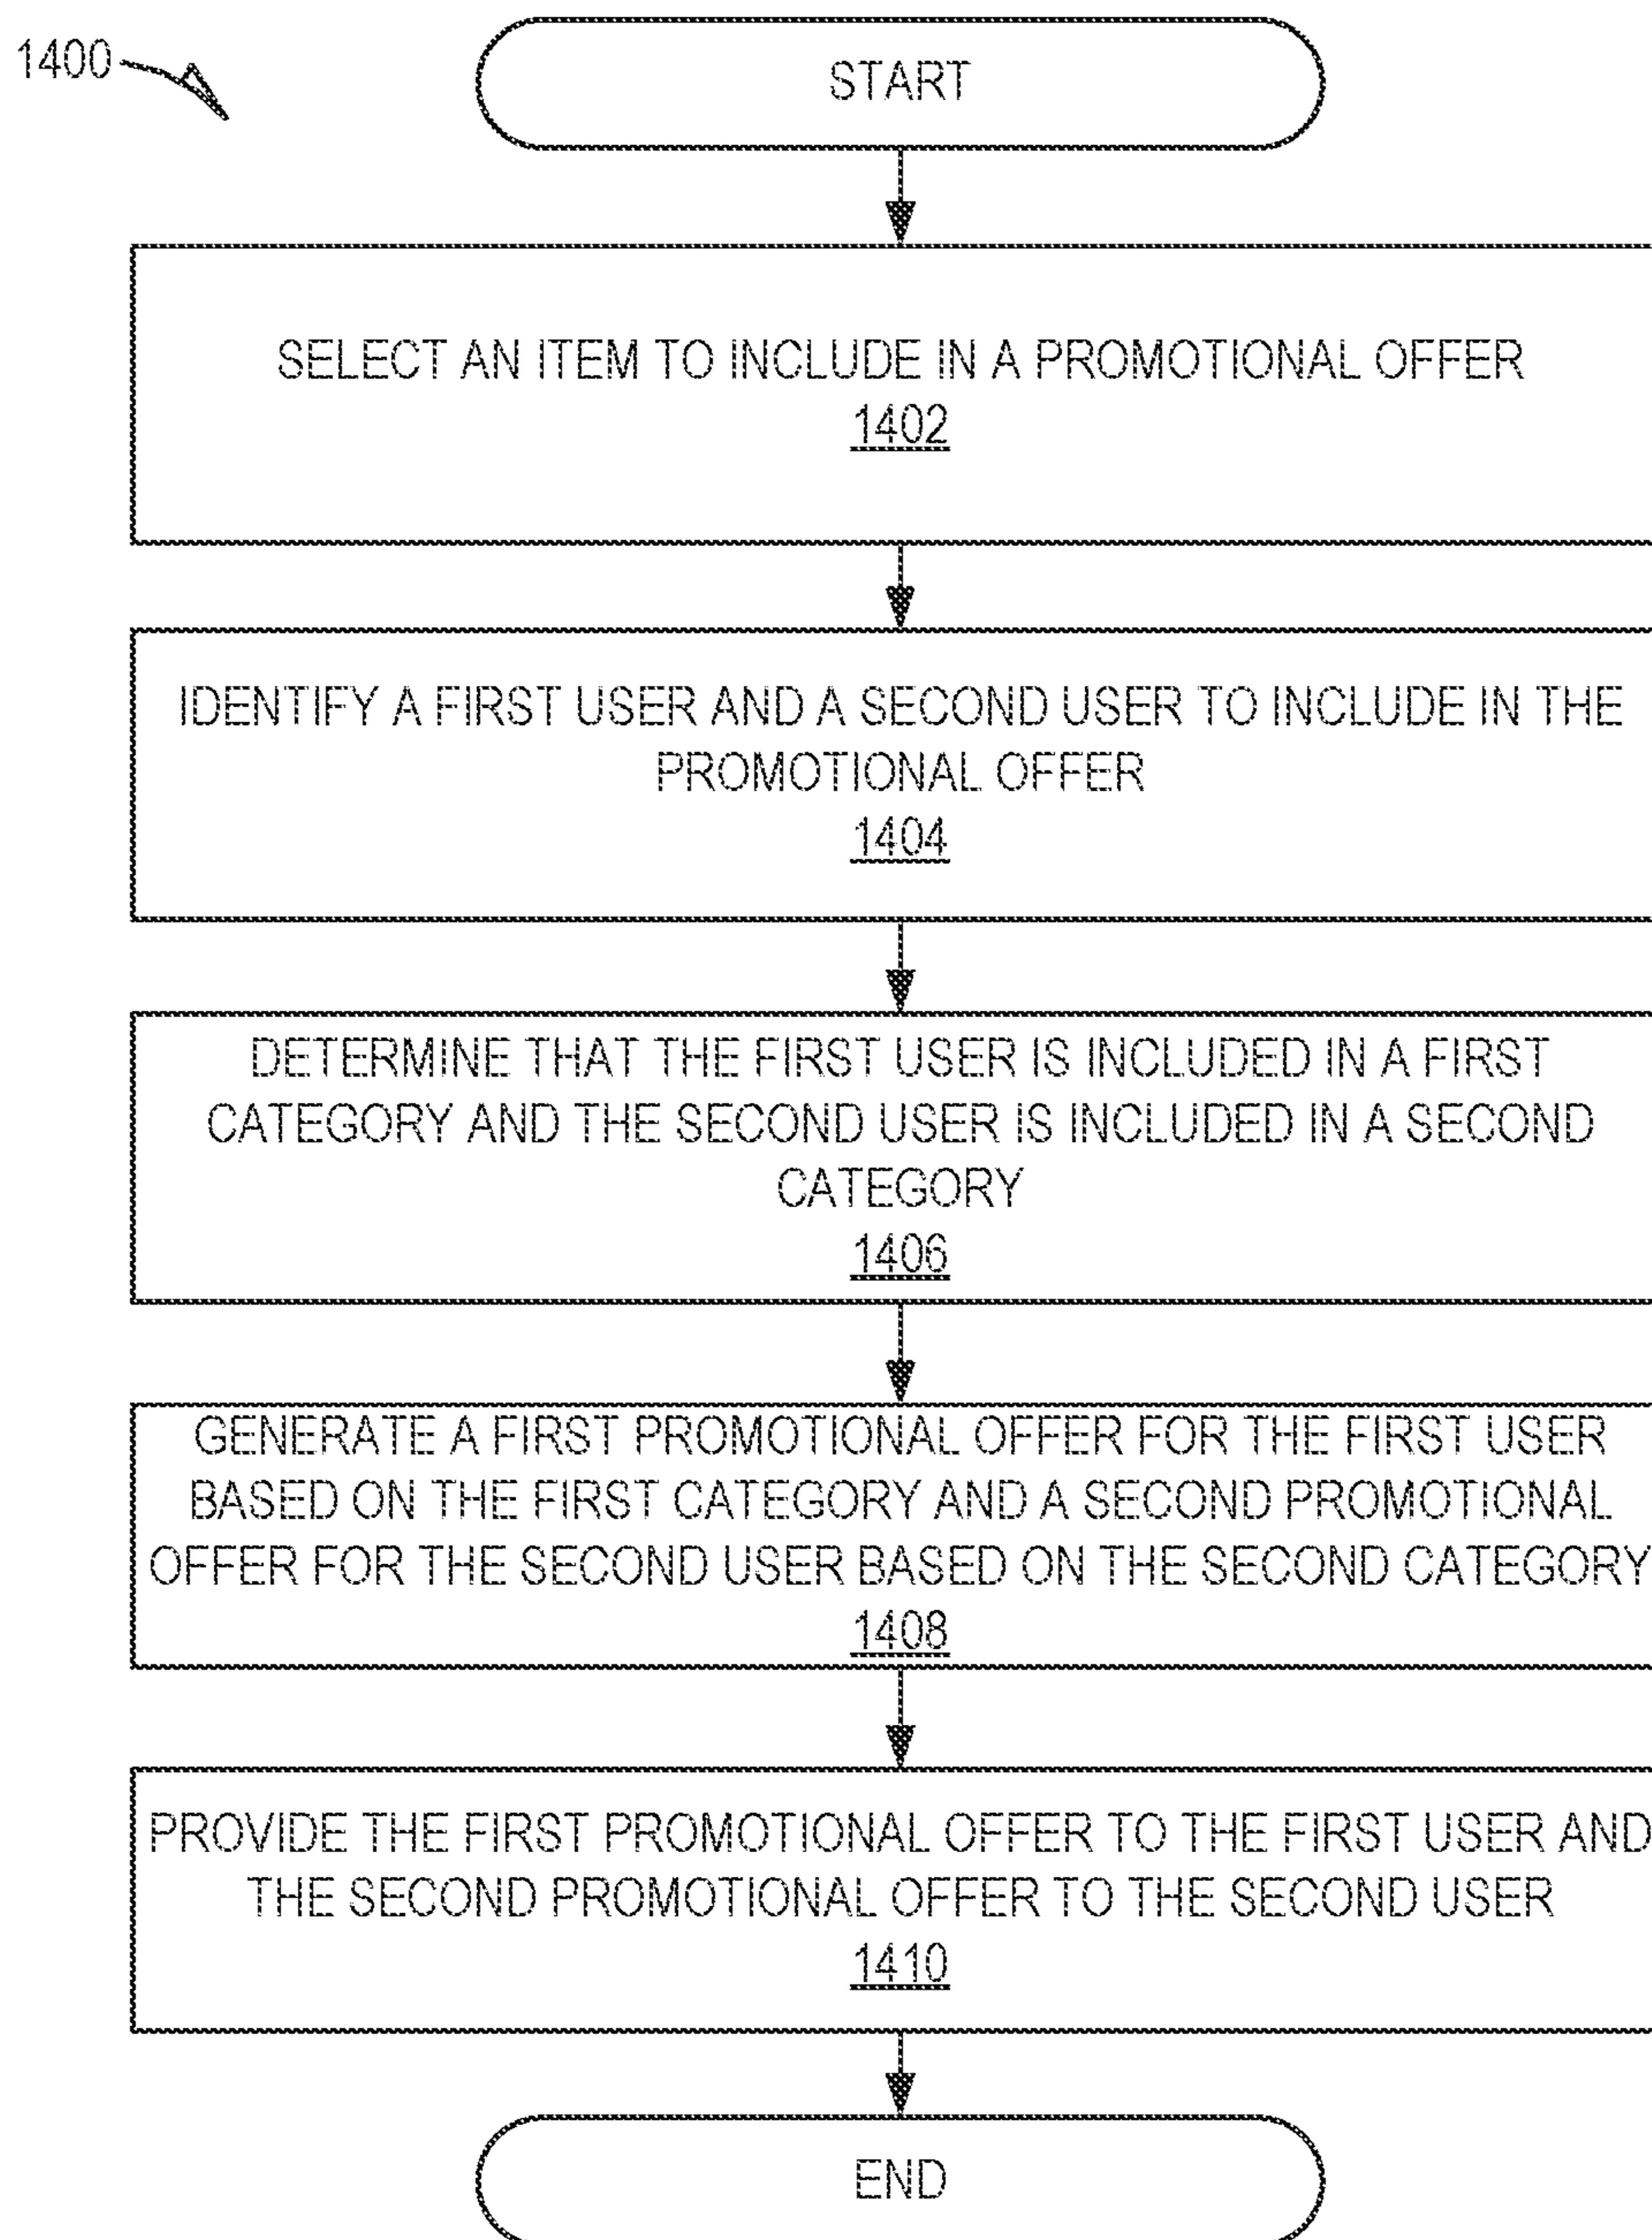 1400
START
SELECT AN ITEM TO INCLUDE IN A PROMOTIONAL OFFER
1402
IDENTIFY A FIRST USER AND A SECOND USER TO INCLUDE IN THE
PROMOTIONAL OFFER
1404
DETERMINE THAT THE FIRST USER IS INCLUDED IN A FIRST
CATEGORY AND THE SECOND USER IS INCLUDED IN A SECOND
CATEGORY
1406
GENERATE A FIRST PROMOTIONAL OFFER FOR THE FIRST USER
BASED ON THE FIRST CATEGORY AND A SECOND PROMOTIONAL
OFFER FOR THE SECOND USER BASED ON THE SECOND CATEGORY
1408
PROVIDE THE FIRST PROMOTIONAL OFFER TO THE FIRST USER AND
THE SECOND PROMOTIONAL OFFER TO THE SECOND USER
1410
END